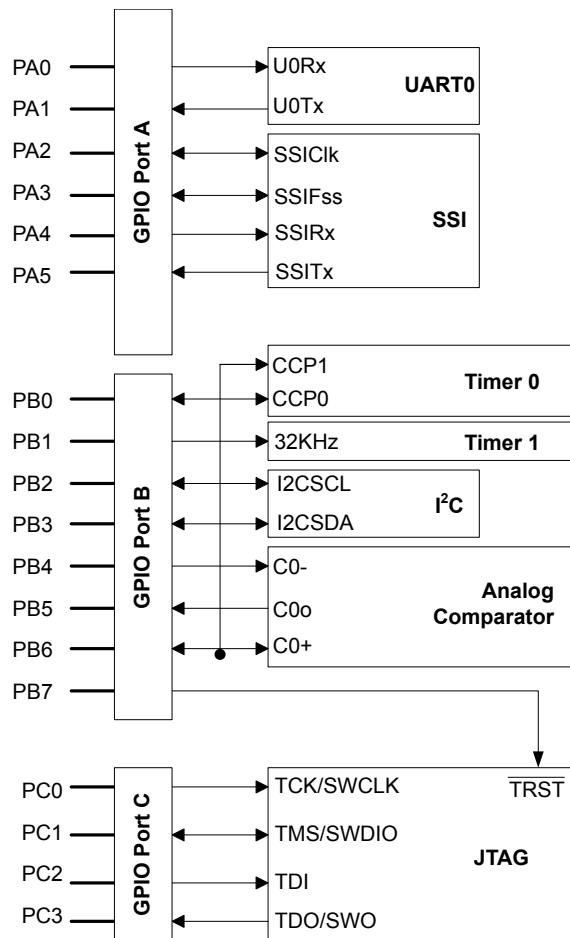 PA0
PA1
PA2
PA3
PA4
PA5
GPIO Port A
U0Rx
U0Tx
UART0
SSIClk
SSIFss
SSIRx
SSITx
SSI
PB0
PB1
PB2
PB3
PB4
PB5
PB6
PB7
GPIO Port B
CCP1
CCP0
Timer 0
32KHz
Timer 1
I2CSCL
I2CSDA
I²C
C0-
C0o
C0+
Analog
Comparator
PC0
PC1
PC2
PC3
GPIO Port C
TCK/SWCLK
TMS/SWDIO
TDI
TDO/SWO
TRST
JTAG